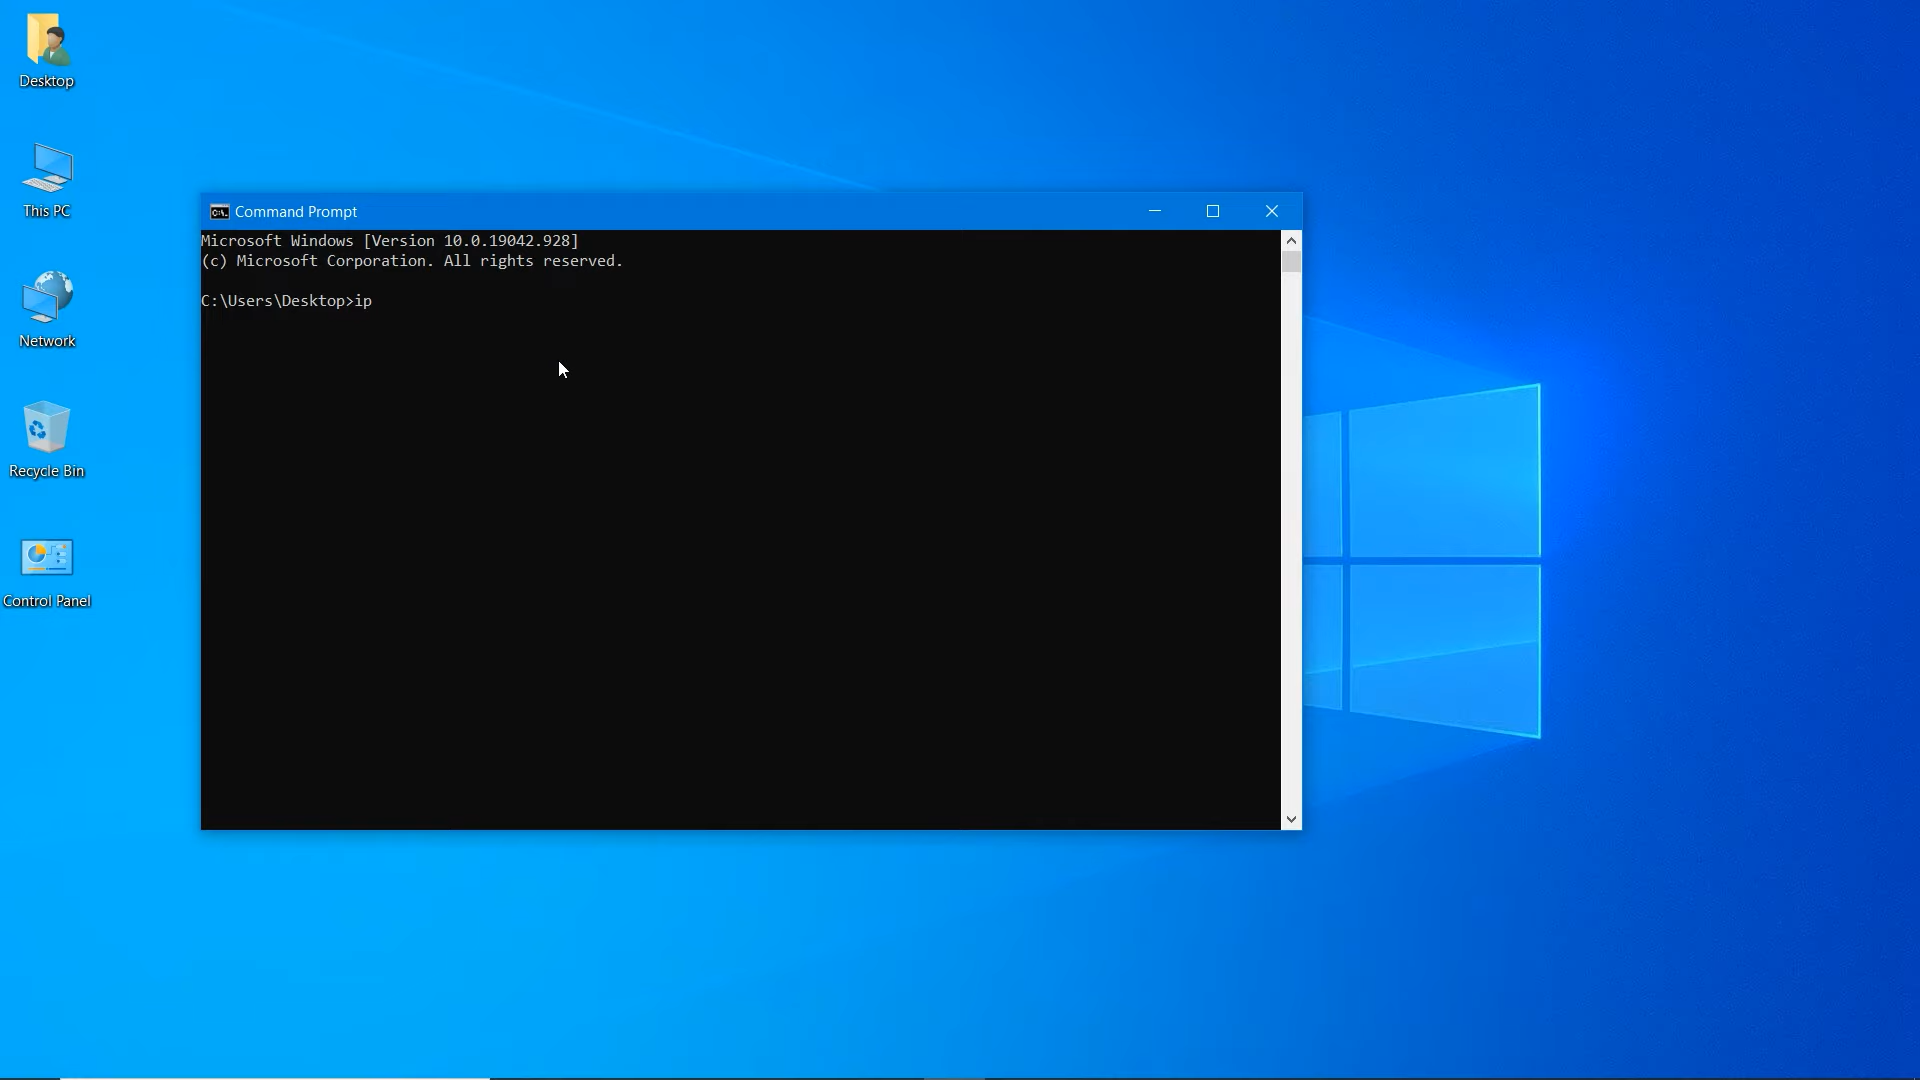 Desktop
This PC
Network
Recycle Bin
Control Panel
Command Prompt
Microsoft Windows [Version 10.0.19042.928]
(c) Microsoft Corporation. All rights reserved.
C:\Users\Desktop>ip